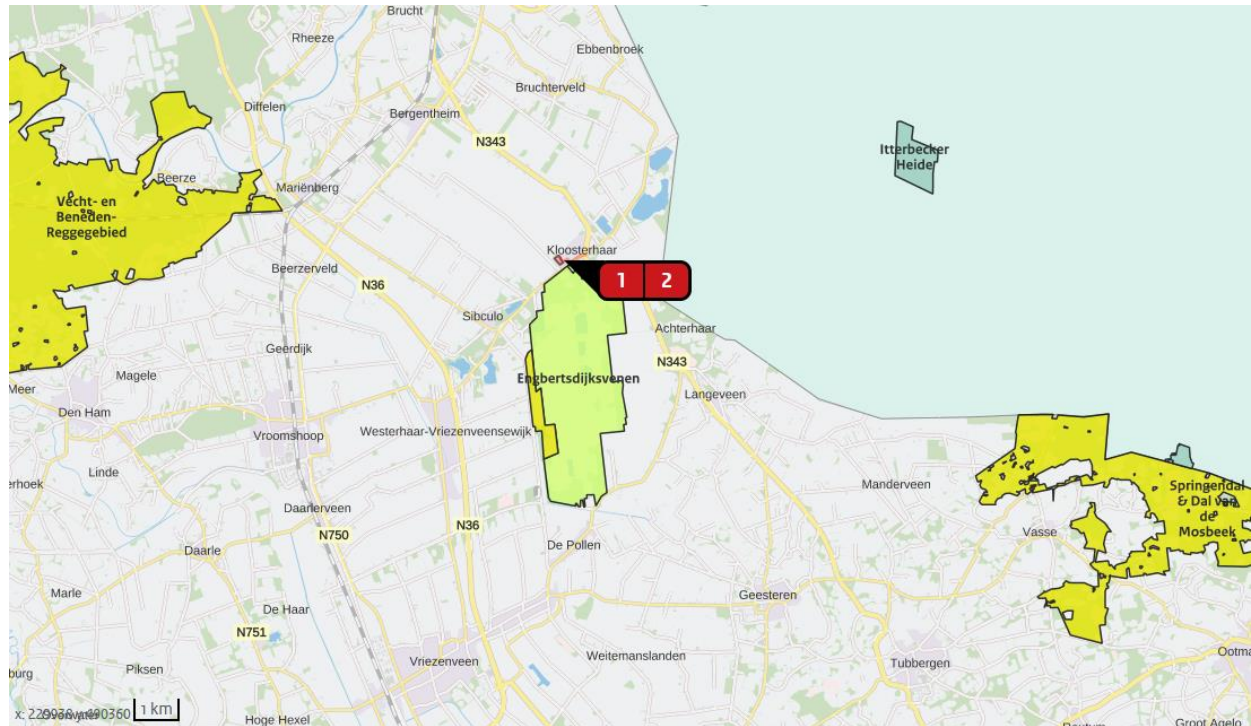 Brucht
Rheeze
Ebbenbroek
Bruchterveld
Diffelen
Bergentheim
N343
Itterbecker
Heide
Beerze
Mariënberg
Vecht- en
Beneden-
Reggegebied
Kloosterhaar
Beerzerveld
1 2
N36
Sibculo
Achterhaar
Geerdijk
N343
Magele
Engbertsdijksvenen
Meer
Langeveen
Den Ham
Vroomshoop
Westerhaar-Vriezenveensewijk
Linde
erhoek
Manderveen
Springendal
& Dal van
de
Mosbeek
Daarlerveen
N36
N750
Vasse
De Pollen
Daarle
Marle
Geesteren
De Haar
N751
Weitemanslanden
Ootma
Vriezenveen
Tubbergen
Piksen
burg
1 km
Hoge Hexel
Groot Agelo